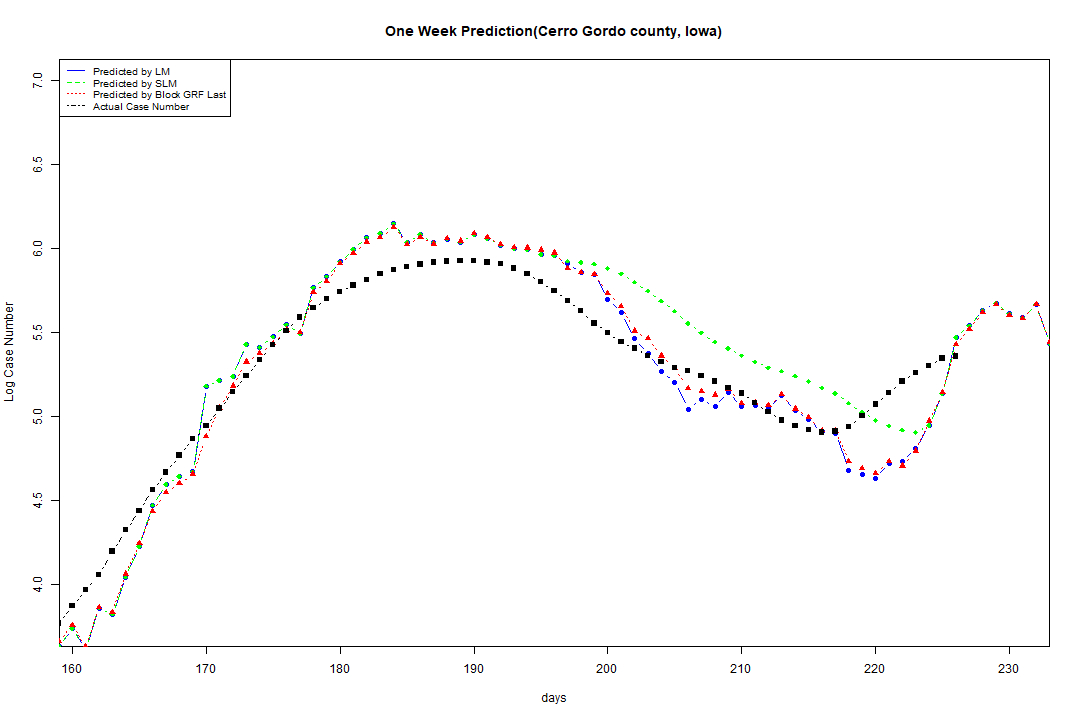 One Week Prediction(Cerro Gordo county, Iowa)
Predicted by LM
Predicted by SLM
Predicted by Block GRF Last
Actual Case Number
Log Case Number
7.0
6.5
6.0
5.5
5.0
4.5
4.0
160 170 180 190 200 210 220 230
days